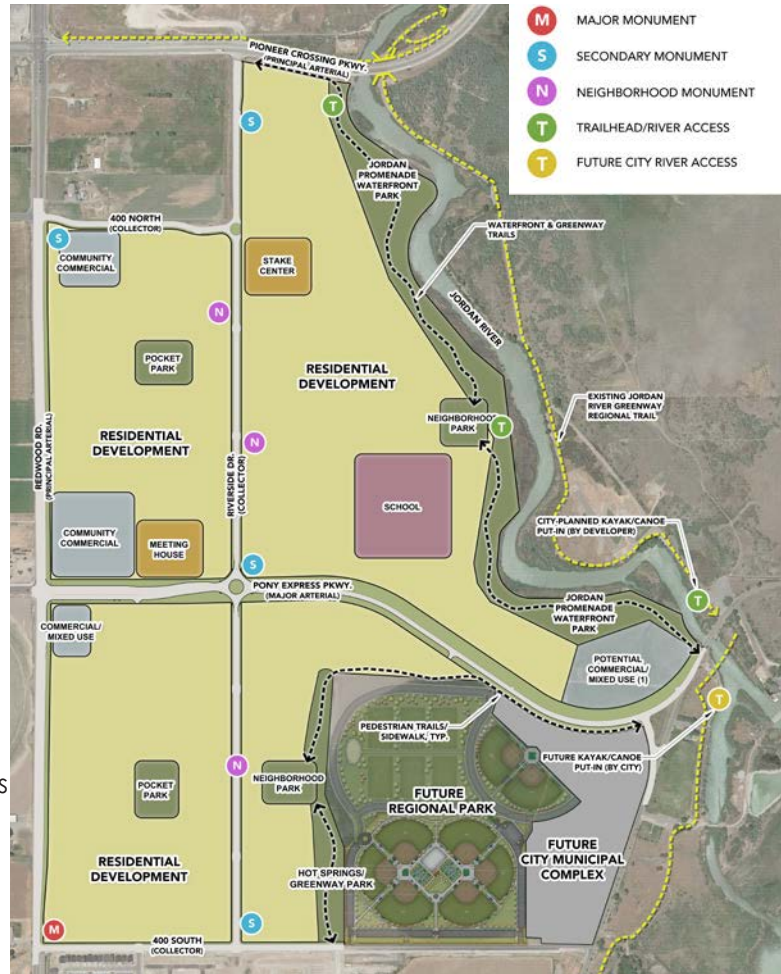 M MAJOR MONUMENT
S SECONDARY MONUMENT
N NEIGHBORHOOD MONUMENT
T TRAILHEAD/RIVER ACCESS
T FUTURE CITY RIVER ACCESS
PIONEER CROSSING PKWY.
(PRINCIPAL ARTERIAL)
T
S
JORDAN
PROMENADE
WATERFRONT
PARK
400 NORTH
(COLLECTOR)
WATERFRONT & GREENWAY
TRAILS
S
COMMUNITY
COMMERCIAL
STAKE
CENTER
JORDAN RIVER
N
POCKET
PARK
RESIDENTIAL
DEVELOPMENT
EXISTING JORDAN
RIVER GREENWAY
REGIONAL TRAIL
NEIGHBORHOOD
PARK
T
REDWOOD RD.
(PRINCIPAL ARTERIAL)
RESIDENTIAL
DEVELOPMENT
RIVERSIDE DR.
(COLLECTOR)
N
SCHOOL
COMMUNITY
COMMERCIAL
MEETING
HOUSE
CITY-PLANNED KAYAK/CANOE
PUT-IN (BY DEVELOPER)
S
PONY EXPRESS PKWY.
(MAJOR ARTERIAL)
T
JORDAN
PROMENADE
WATERFRONT
PARK
COMMERCIAL/
MIXED USE
POTENTIAL
COMMERCIAL/
MIXED USE (1)
T
PEDESTRIAN TRAILS/
SIDEWALK, TYP.
FUTURE KAYAK/CANOE
PUT-IN (BY CITY)
N
S
POCKET
PARK
NEIGHBORHOOD
PARK
FUTURE
REGIONAL PARK
FUTURE
CITY MUNICIPAL
COMPLEX
RESIDENTIAL
DEVELOPMENT
HOT SPRINGS/
GREENWAY PARK
M
S
400 SOUTH
(COLLECTOR)